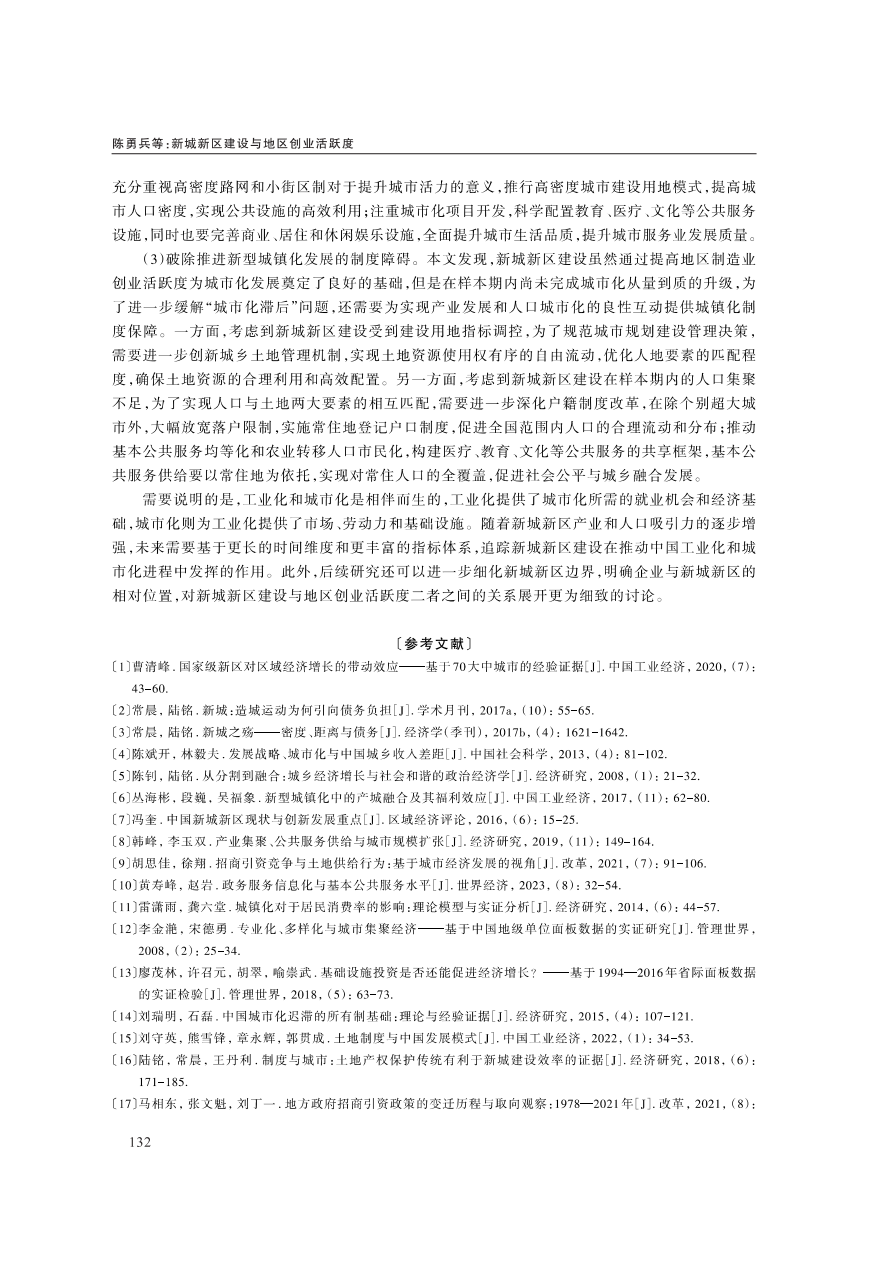 陈勇兵等:新城新区建设与地区创业活跃度
充分重视高密度路网和小街区制对于提升城市活力的意义,推行高密度城市建设用地模式,提高城
市人口密度,实现公共设施的高效利用;注重城市化项目开发,科学配置教育、医疗、文化等公共服务
设施,同时也要完善商业、居住和休闲娱乐设施,全面提升城市生活品质,提升城市服务业发展质量。
(3)破除推进新型城镇化发展的制度障碍。本文发现,新城新区建设虽然通过提高地区制造业
创业活跃度为城市化发展奠定了良好的基础,但是在样本期内尚未完成城市化从量到质的升级,为
了进一步缓解“城市化滞后”问题,还需要为实现产业发展和人口城市化的良性互动提供城镇化制
度保障。一方面,考虑到新城新区建设受到建设用地指标调控,为了规范城市规划建设管理决策,
需要进一步创新城乡土地管理机制,实现土地资源使用权有序的自由流动,优化人地要素的匹配程
度,确保土地资源的合理利用和高效配置。另一方面,考虑到新城新区建设在样本期内的人口集聚
不足,为了实现人口与土地两大要素的相互匹配,需要进一步深化户籍制度改革,在除个别超大城
市外,大幅放宽落户限制,实施常住地登记户口制度,促进全国范围内人口的合理流动和分布;推动
基本公共服务均等化和农业转移人口市民化,构建医疗、教育、文化等公共服务的共享框架,基本公
共服务供给要以常住地为依托,实现对常住人口的全覆盖,促进社会公平与城乡融合发展。
需要说明的是,工业化和城市化是相伴而生的,工业化提供了城市化所需的就业机会和经济基
础,城市化则为工业化提供了市场、劳动力和基础设施。随着新城新区产业和人口吸引力的逐步增
强,未来需要基于更长的时间维度和更丰富的指标体系,追踪新城新区建设在推动中国工业化和城
市化进程中发挥的作用。此外,后续研究还可以进一步细化新城新区边界,明确企业与新城新区的
相对位置,对新城新区建设与地区创业活跃度二者之间的关系展开更为细致的讨论。
〔参考文献〕
〔1〕曹清峰. 国家级新区对区域经济增长的带动效应——基于70大中城市的经验证据[J]. 中国工业经济, 2020, (7):
43-60.
〔2〕常晨, 陆铭. 新城:造城运动为何引向债务负担[J]. 学术月刊, 2017a, (10): 55-65.
〔3〕常晨, 陆铭. 新城之殇——密度、距离与债务[J]. 经济学(季刊), 2017b, (4): 1621-1642.
〔4〕陈斌开, 林毅夫. 发展战略、城市化与中国城乡收入差距[J]. 中国社会科学, 2013, (4): 81-102.
〔5〕陈钊, 陆铭. 从分割到融合:城乡经济增长与社会和谐的政治经济学[J]. 经济研究, 2008, (1): 21-32.
〔6〕丛海彬, 段巍, 吴福象. 新型城镇化中的产城融合及其福利效应[J]. 中国工业经济, 2017, (11): 62-80.
〔7〕冯奎. 中国新城新区现状与创新发展重点[J]. 区域经济评论, 2016, (6): 15-25.
〔8〕韩峰, 李玉双. 产业集聚、公共服务供给与城市规模扩张[J]. 经济研究, 2019, (11): 149-164.
〔9〕胡思佳, 徐翔. 招商引资竞争与土地供给行为:基于城市经济发展的视角[J]. 改革, 2021, (7): 91-106.
〔10〕黄寿峰, 赵岩. 政务服务信息化与基本公共服务水平[J]. 世界经济, 2023, (8): 32-54.
〔11〕雷潇雨, 龚六堂. 城镇化对于居民消费率的影响:理论模型与实证分析[J]. 经济研究, 2014, (6): 44-57.
〔12〕李金滟, 宋德勇. 专业化、多样化与城市集聚经济——基于中国地级单位面板数据的实证研究[J]. 管理世界,
2008, (2): 25-34.
〔13〕廖茂林, 许召元, 胡翠, 喻崇武. 基础设施投资是否还能促进经济增长? ——基于1994—2016年省际面板数据
的实证检验[J]. 管理世界, 2018, (5): 63-73.
〔14〕刘瑞明, 石磊. 中国城市化迟滞的所有制基础:理论与经验证据[J]. 经济研究, 2015, (4): 107-121.
〔15〕刘守英, 熊雪锋, 章永辉, 郭贯成. 土地制度与中国发展模式[J]. 中国工业经济, 2022, (1): 34-53.
〔16〕陆铭, 常晨, 王丹利. 制度与城市:土地产权保护传统有利于新城建设效率的证据[J]. 经济研究, 2018, (6):
171-185.
〔17〕马相东, 张文魁, 刘丁一. 地方政府招商引资政策的变迁历程与取向观察:1978—2021年[J]. 改革, 2021, (8):
132